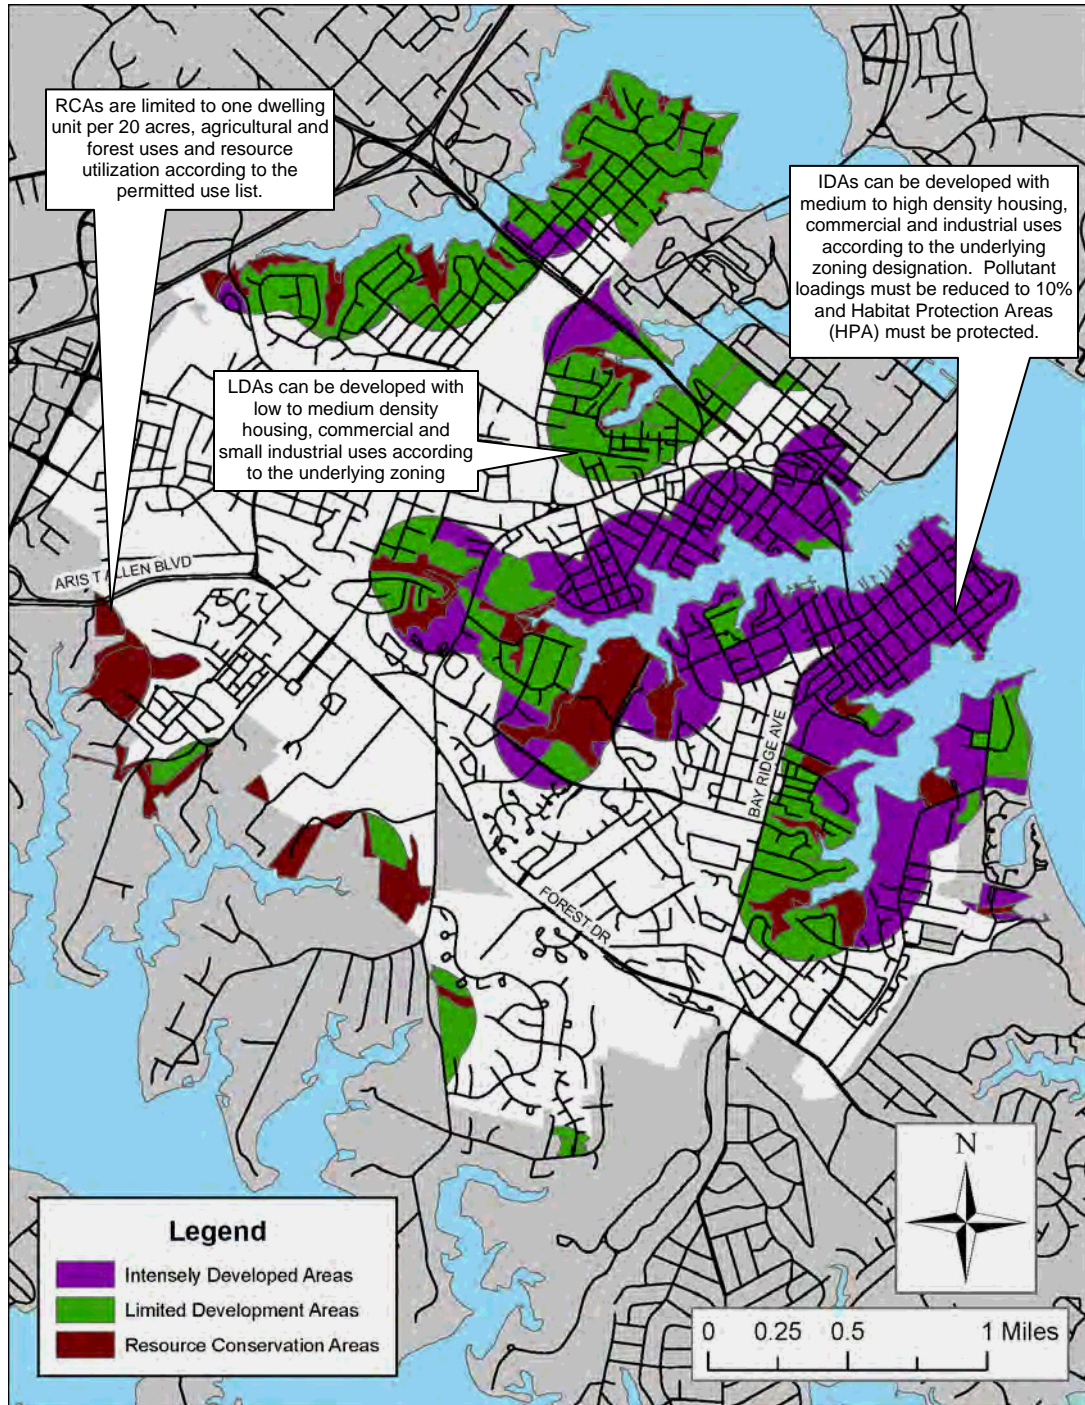 RCAs are limited to one dwelling
unit per 20 acres, agricultural and
forest uses and resource
utilization according to the
permitted use list.
IDAs can be developed with
medium to high density housing,
commercial and industrial uses
according to the underlying
zoning designation.  Pollutant
loadings must be reduced to 10%
and Habitat Protection Areas
(HPA) must be protected.
LDAs can be developed with
low to medium density
housing, commercial and
small industrial uses according
to the underlying zoning
ARIS T ALLEN BLVD
BAY RIDGE AVE
FOREST DR
N
Legend
Intensely Developed Areas
Limited Development Areas
Resource Conservation Areas
0 0.25 0.5 1 Miles